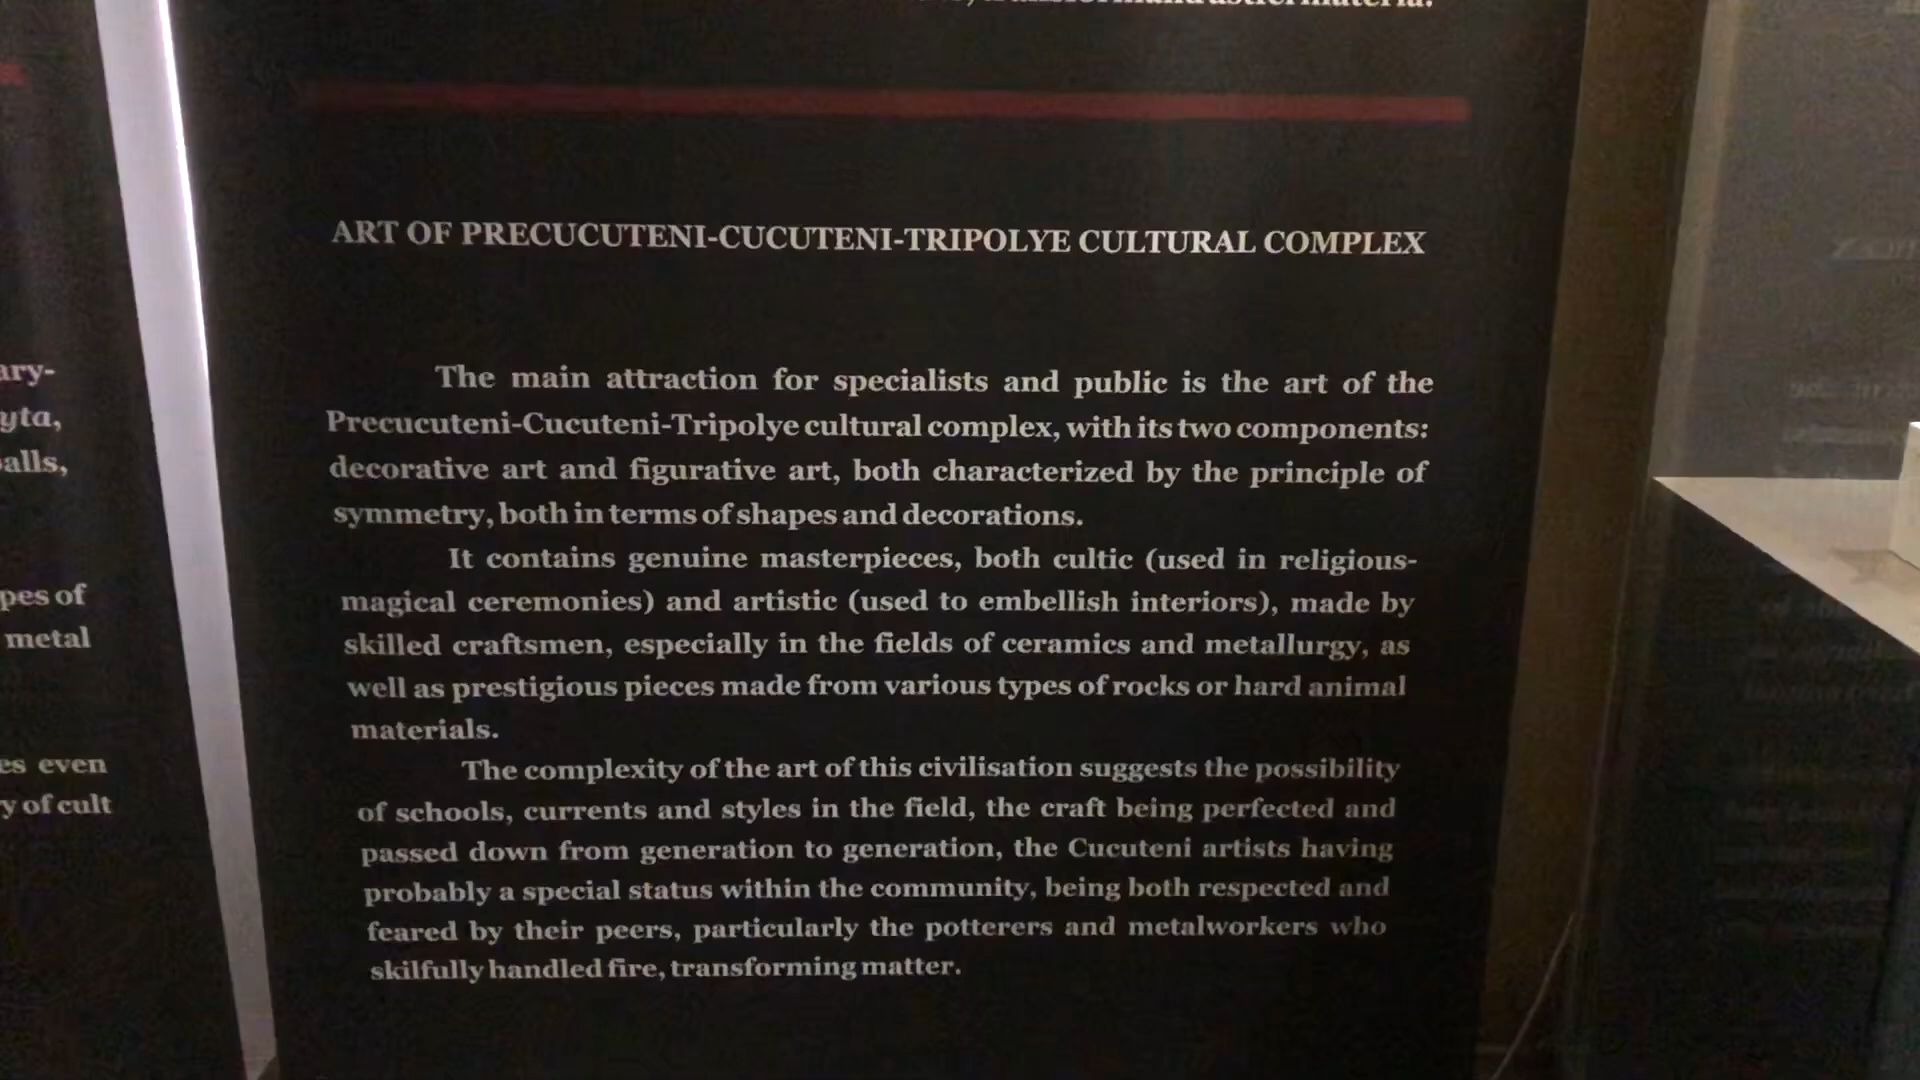 ART OF PRECUCUTENI-CUCUTENI-TRIPOLYE CULTURAL COMPLEX
The main attraction for specialists and public is the art of the
Precucuteni-Cucuteni-Tripolye cultural complex, with its two components:
decorative art and figurative art, both characterized by the principle of
symmetry, both in terms of shapes and decorations.
It contains genuine masterpieces, both cultic (used in religious-
magical ceremonies) and artistic (used to embellish interiors), made by
skilled craftsmen, especially in the fields of ceramics and metallurgy, as
well as prestigious pieces made from various types of rocks or hard animal
materials.
The complexity of the art of this civilisation suggests the possibility
of schools, currents and styles in the field, the craft being perfected and
passed down from generation to generation, the Cucuteni artists having
probably a special status within the community, being both respected and
feared by their peers, particularly the potterers and metalworkers who
skilfully handled fire, transforming matter.
ary-
yta,
alls,
pes of
metal
es even
y of cult